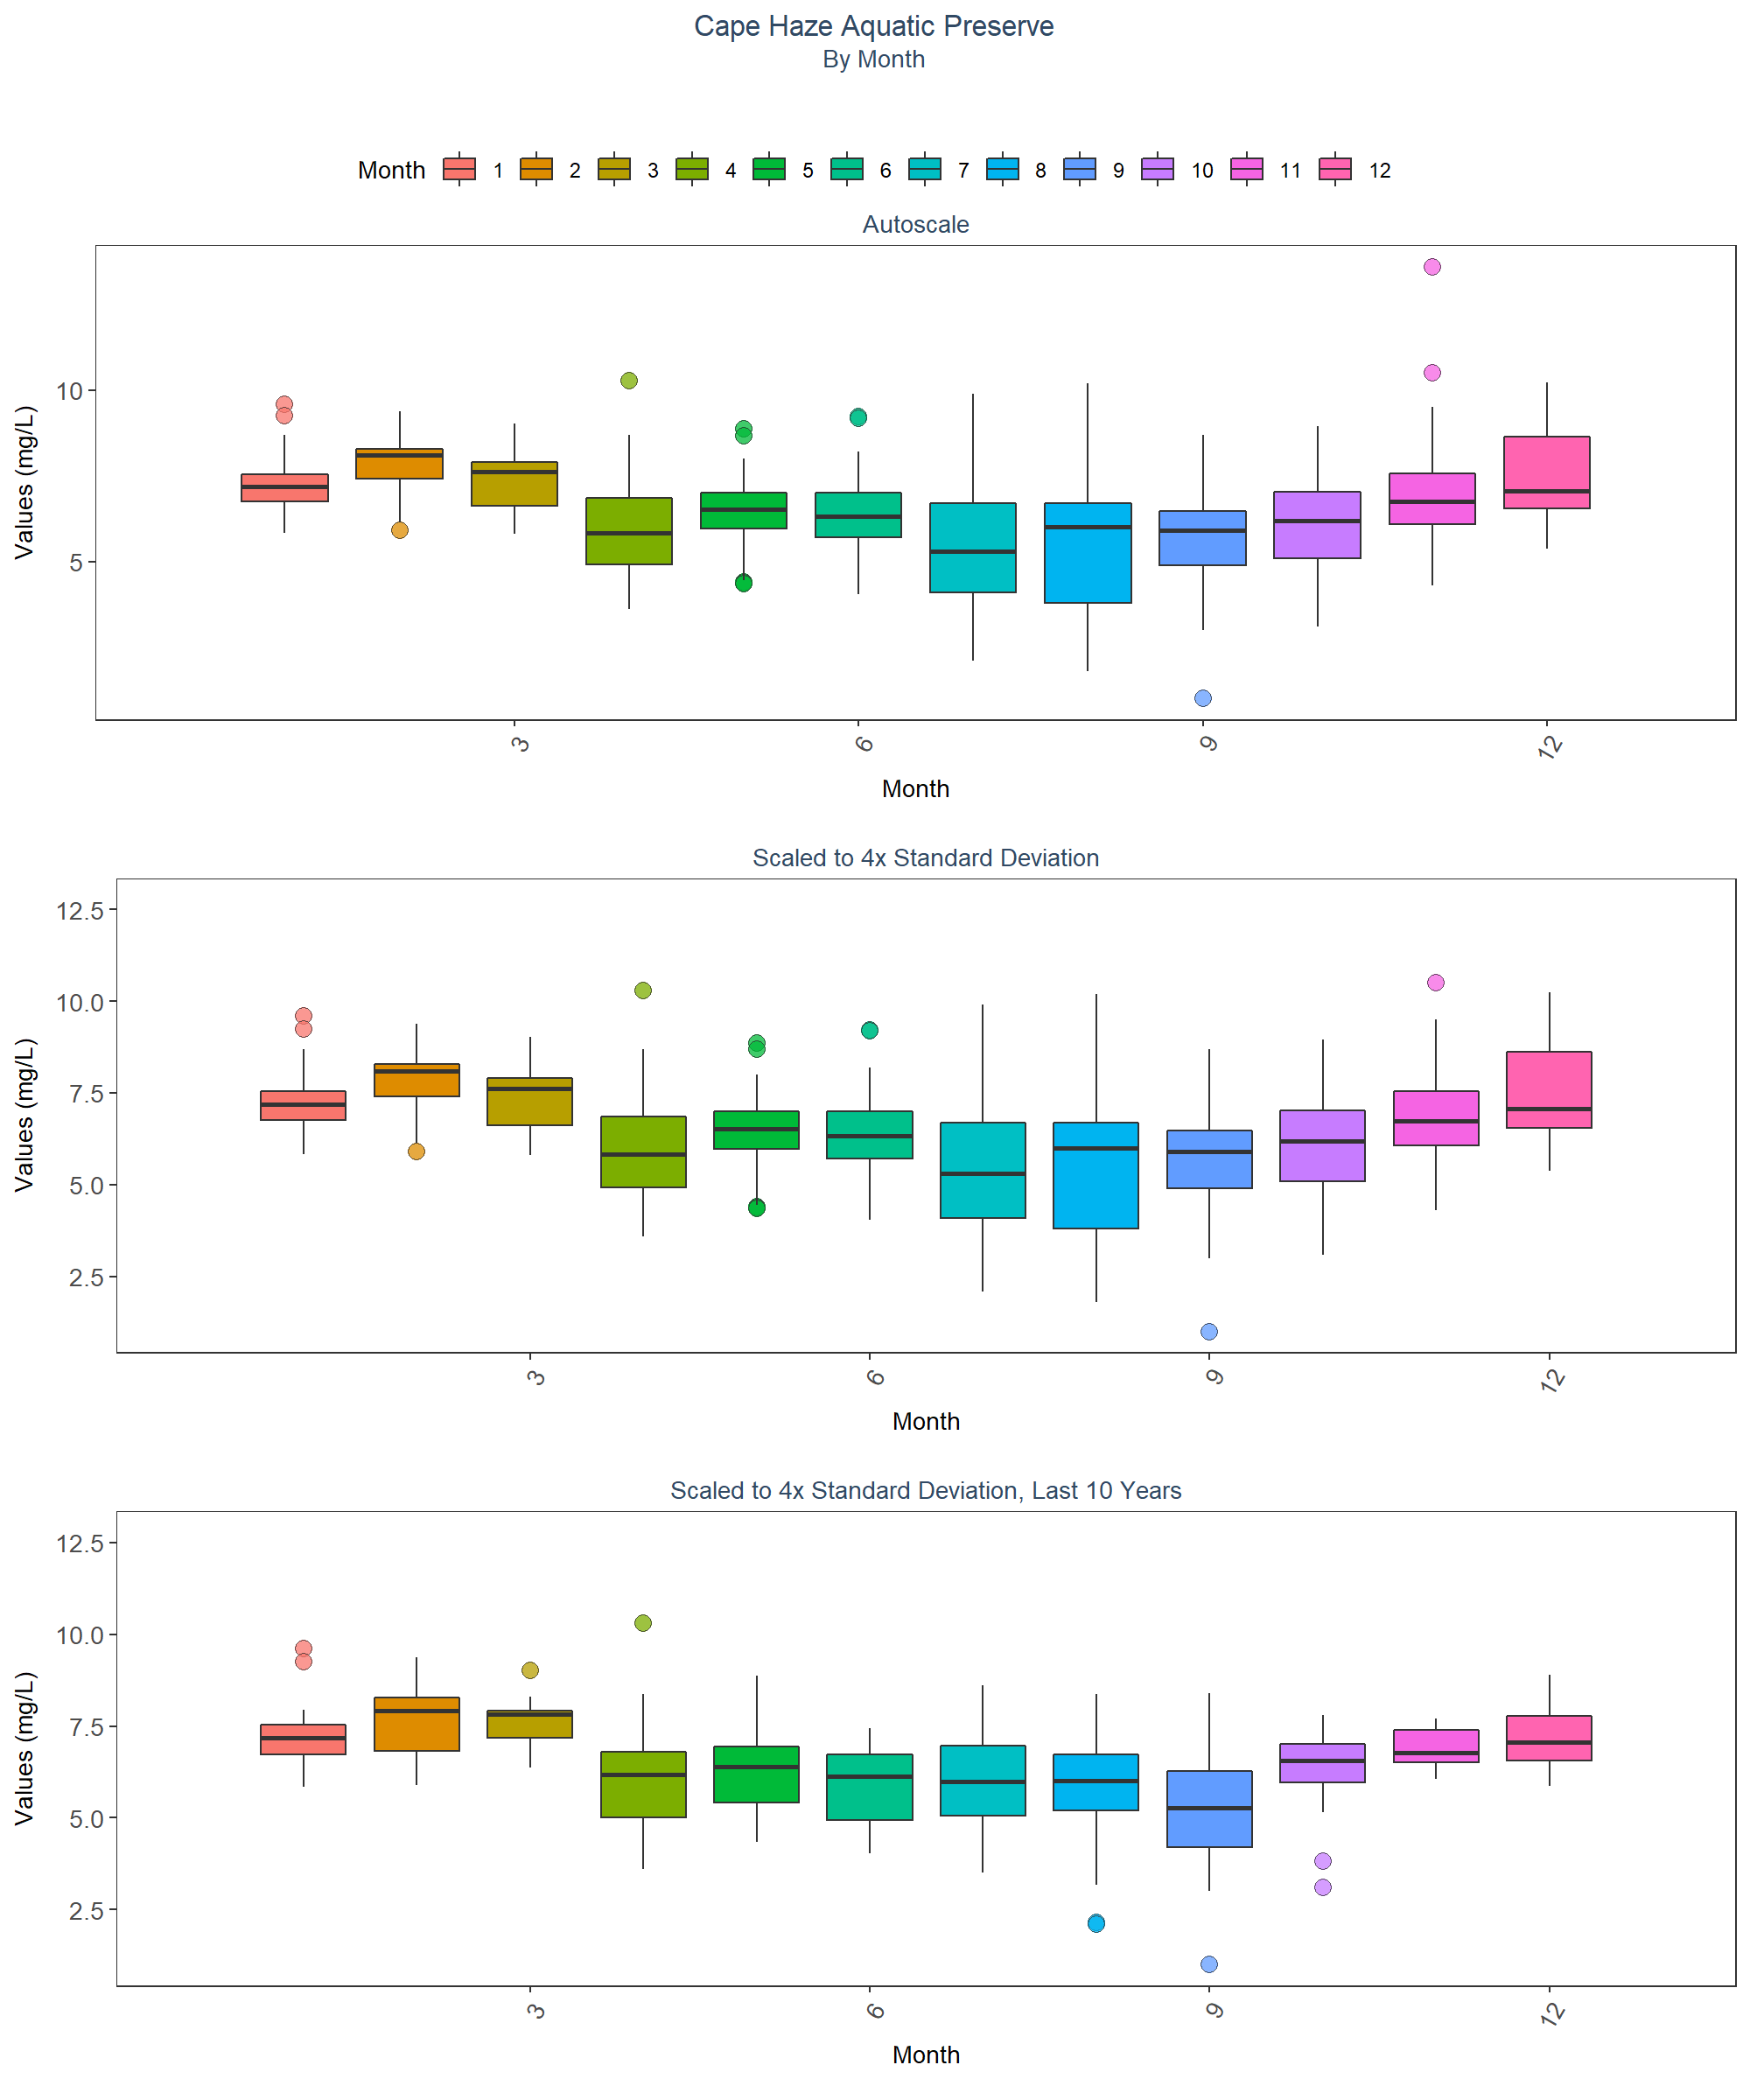 Cape Haze Aquatic Preserve
By Month
Month 1 2 3 4 5 6 7 8 9 10 11 12
Autoscale
Values (mg/L)
10
5
3 6 9 12
Month
Scaled to 4x Standard Deviation
Values (mg/L)
12.5
10.0
7.5
5.0
2.5
3 6 9 12
Month
Scaled to 4x Standard Deviation, Last 10 Years
Values (mg/L)
12.5
10.0
7.5
5.0
2.5
3 6 9 12
Month